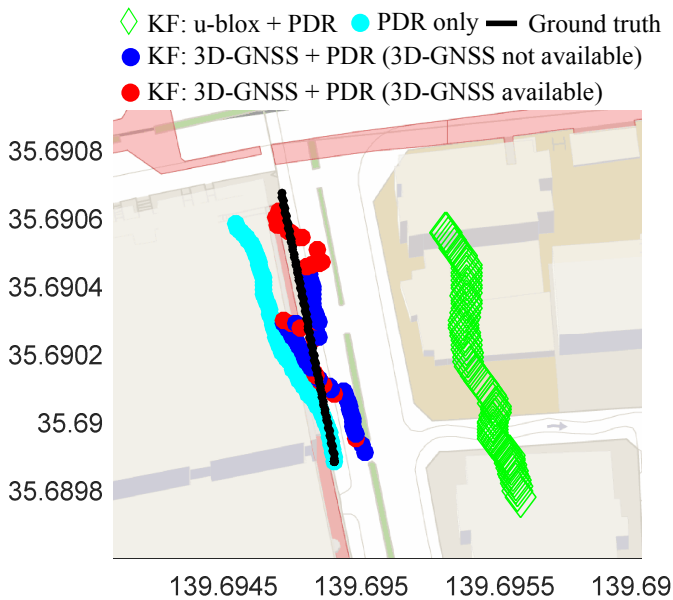 KF: u-blox + PDR PDR only Ground truth
KF: 3D-GNSS + PDR (3D-GNSS not available)
KF: 3D-GNSS + PDR (3D-GNSS available)
35.6908
35.6906
35.6904
35.6902
35.69
35.6898
139.6945 139.695 139.6955 139.69